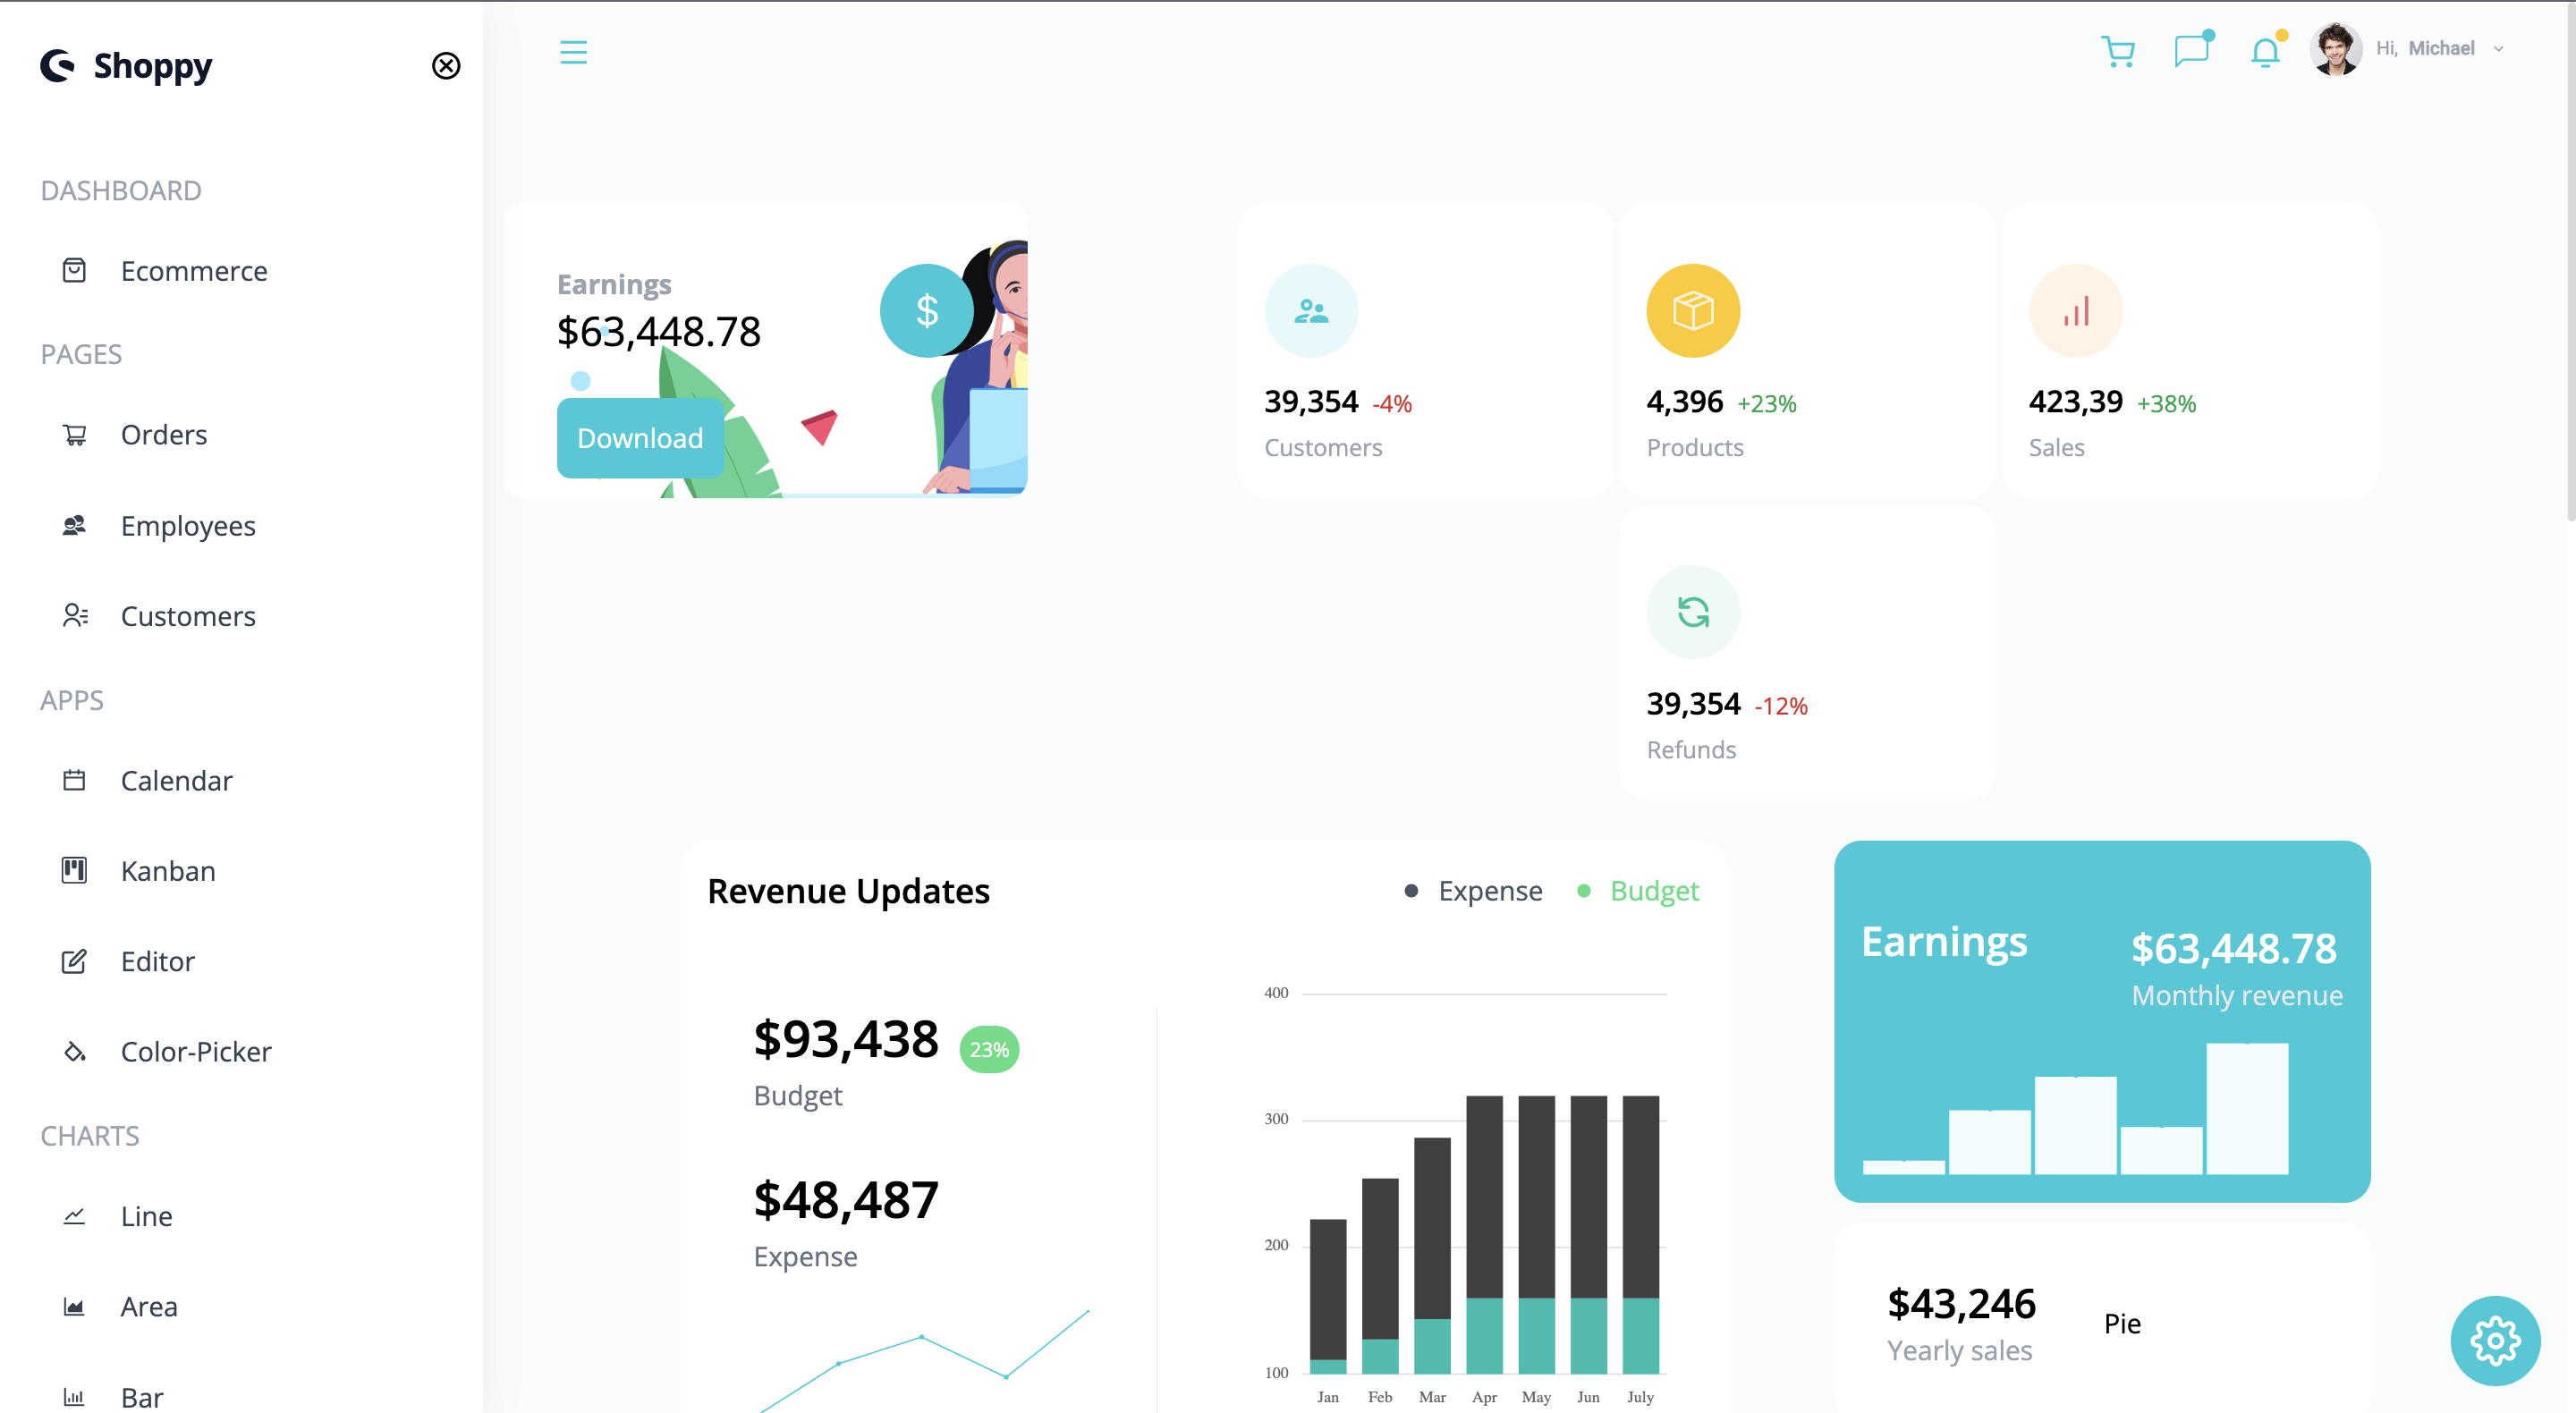 Shoppy
Hi, Michael
DASHBOARD
Ecommerce
PAGES
Orders
Employees
Customers
APPS
Calendar
Kanban
Editor
Color-Picker
CHARTS
Line
Area
Bar
Earnings
$63,448.78
Download
$
39,354 -4%
Customers
4,396 +23%
Products
423,39 +38%
Sales
39,354 -12%
Refunds
Revenue Updates
Expense
Budget
$93,438 23%
Budget
$48,487
Expense
400
300
200
100
Jan Feb Mar Apr May Jun July
Earnings
$63,448.78
Monthly revenue
$43,246
Yearly sales
Pie